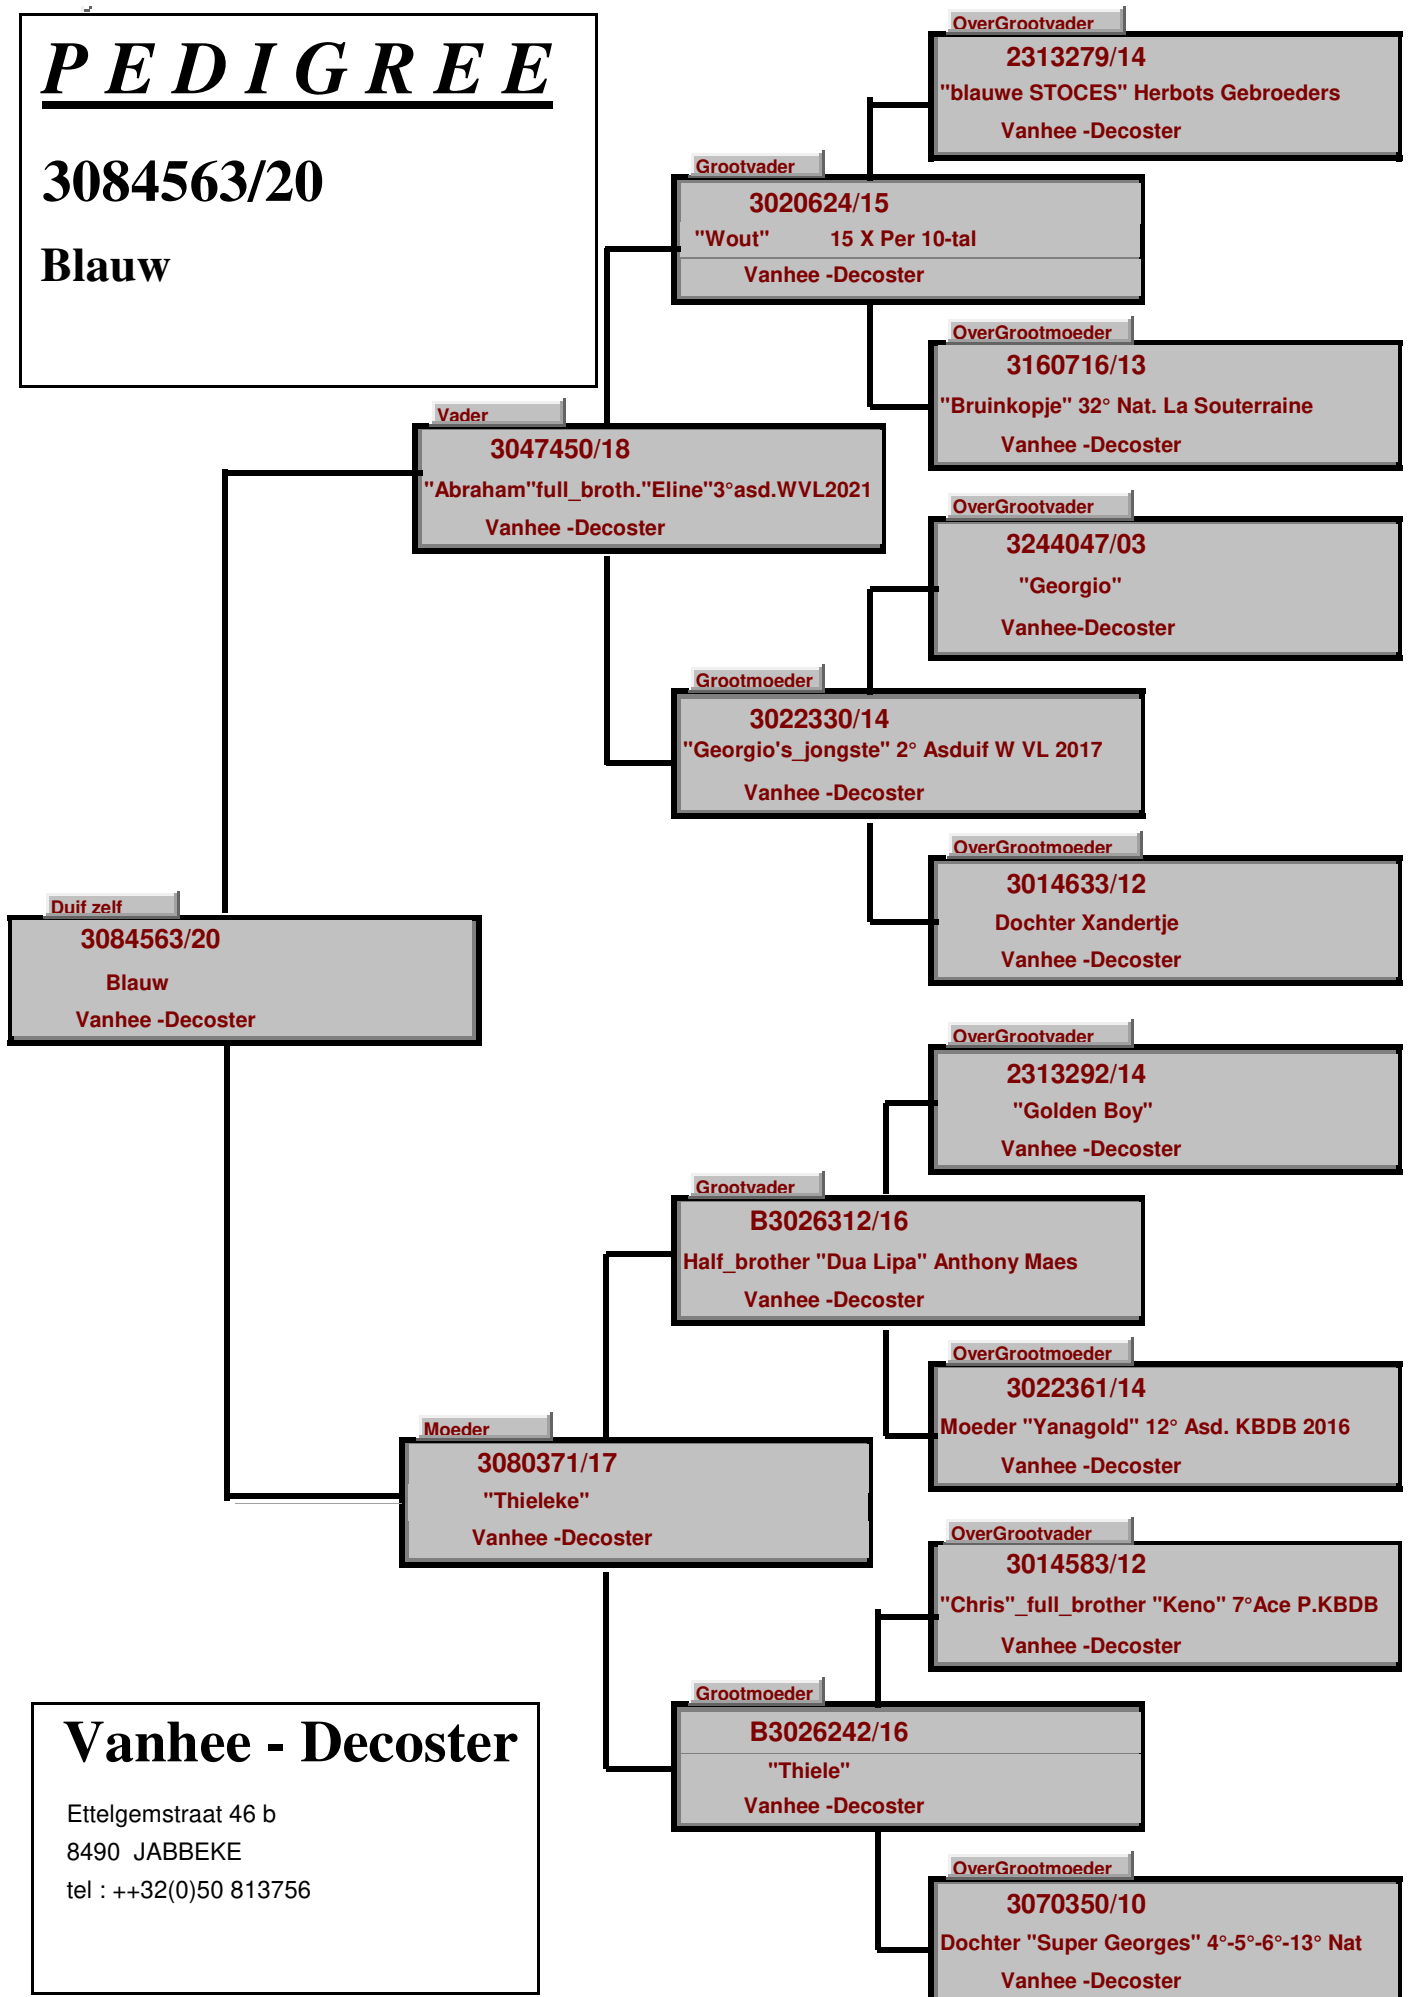 P E D I G R E E
3084563/20
Blauw
OverGrootvader
2313279/14
"blauwe STOCES" Herbots Gebroeders
Vanhee -Decoster
Grootvader
3020624/15
"Wout" 15 X Per 10-tal
Vanhee -Decoster
OverGrootmoeder
3160716/13
"Bruinkopje" 32° Nat. La Souterraine
Vanhee -Decoster
Vader
3047450/18
"Abraham"full_broth."Eline"3°asd.WVL2021
Vanhee -Decoster
OverGrootvader
3244047/03
"Georgio"
Vanhee-Decoster
Grootmoeder
3022330/14
"Georgio's_jongste" 2° Asduif W VL 2017
Vanhee -Decoster
OverGrootmoeder
3014633/12
Dochter Xandertje
Vanhee -Decoster
Duif zelf
3084563/20
Blauw
Vanhee -Decoster
OverGrootvader
2313292/14
"Golden Boy"
Vanhee -Decoster
Grootvader
B3026312/16
Half_brother "Dua Lipa" Anthony Maes
Vanhee -Decoster
OverGrootmoeder
3022361/14
Moeder "Yanagold" 12° Asd. KBDB 2016
Vanhee -Decoster
Moeder
3080371/17
"Thieleke"
Vanhee -Decoster
OverGrootvader
3014583/12
"Chris"_full_brother "Keno" 7°Ace P.KBDB
Vanhee -Decoster
Grootmoeder
B3026242/16
"Thiele"
Vanhee -Decoster
OverGrootmoeder
3070350/10
Dochter "Super Georges" 4°-5°-6°-13° Nat
Vanhee -Decoster
Vanhee - Decoster
Ettelgemstraat 46 b
8490 JABBEKE
tel : ++32(0)50 813756